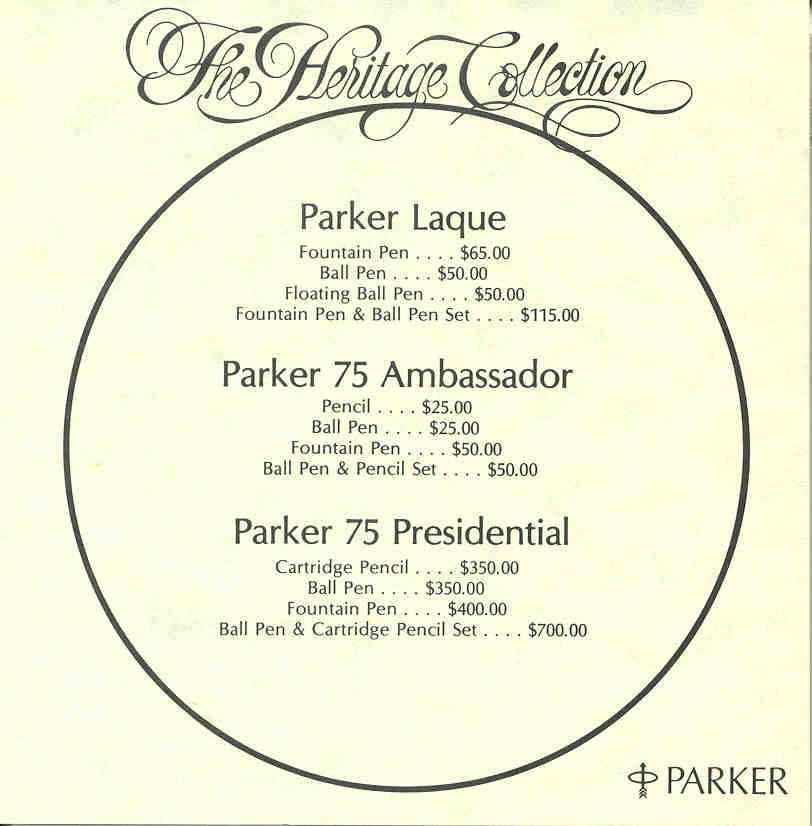 The Heritage Collection
Parker Laque
Fountain Pen . . . . $65.00
Ball Pen . . . . $50.00
Floating Ball Pen . . . . $50.00
Fountain Pen & Ball Pen Set . . . . $115.00
Parker 75 Ambassador
Pencil . . . . $25.00
Ball Pen . . . . $25.00
Fountain Pen . . . . $50.00
Ball Pen & Pencil Set . . . . $50.00
Parker 75 Presidential
Cartridge Pencil . . . . $350.00
Ball Pen . . . . $350.00
Fountain Pen . . . . $400.00
Ball Pen & Cartridge Pencil Set . . . . $700.00
PARKER